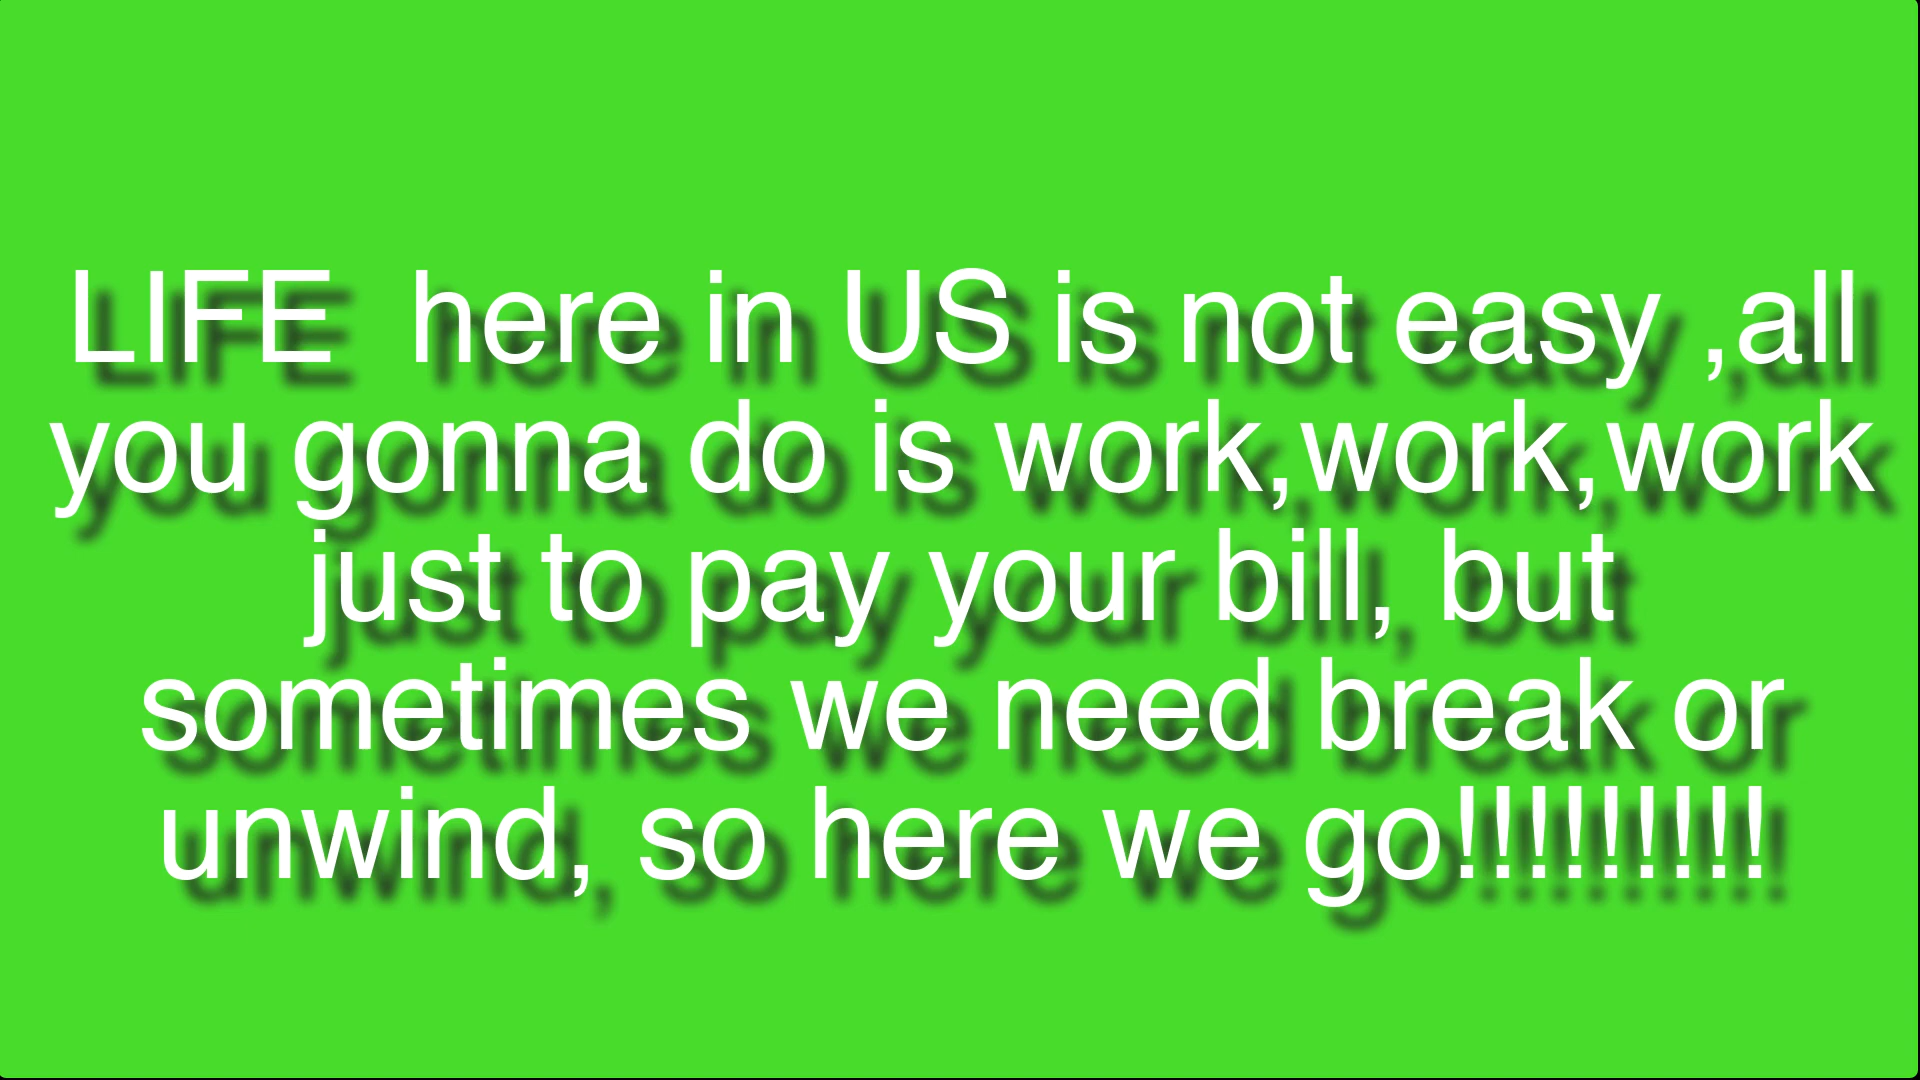 LIFE  here in US is not easy ,all
you gonna do is work,work,work
just to pay your bill, but
sometimes we need break or
unwind, so here we go!!!!!!!!!